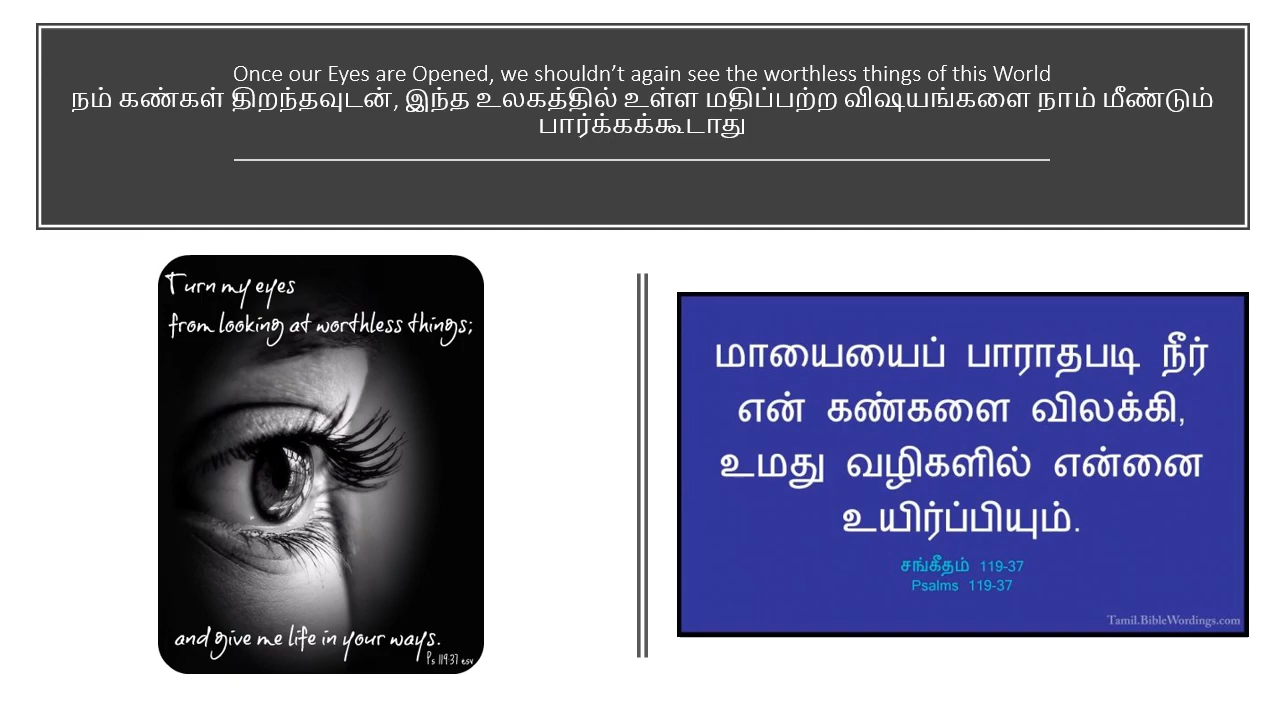 Once our Eyes are Opened, we shouldn’t again see the worthless things of this World
நம் கண்கள் திறந்தவுடன், இந்த உலகத்தில் உள்ள மதிப்பற்ற விஷயங்களை நாம் மீண்டும்
பார்க்கக்கூடாது
Turn my eyes
from looking at worthless things;
and give me life in your ways.
Ps 119 37 esv
மாயையைப் பாராதபடி நீர்
என் கண்களை விலக்கி,
உமது வழிகளில் என்னை
உயிர்ப்பியும்.
சங்கீதம் 119-37
Psalms 119-37
Tamil.BibleWordings.com